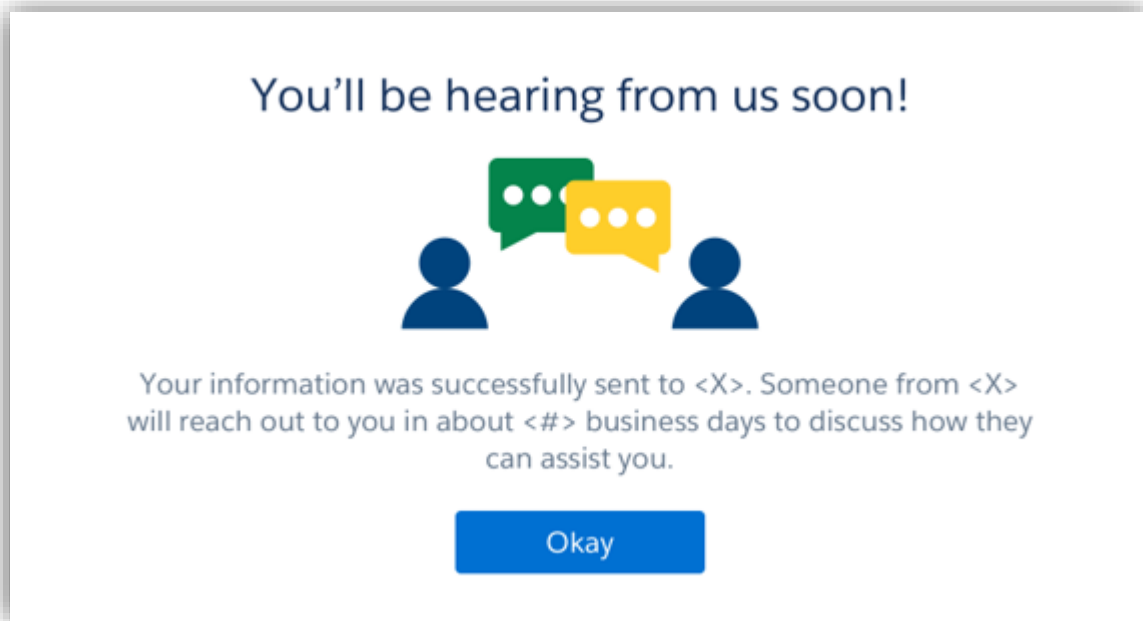 You’ll be hearing from us soon!
Your information was successfully sent to <X>. Someone from <X>
will reach out to you in about <#> business days to discuss how they
can assist you.
Okay